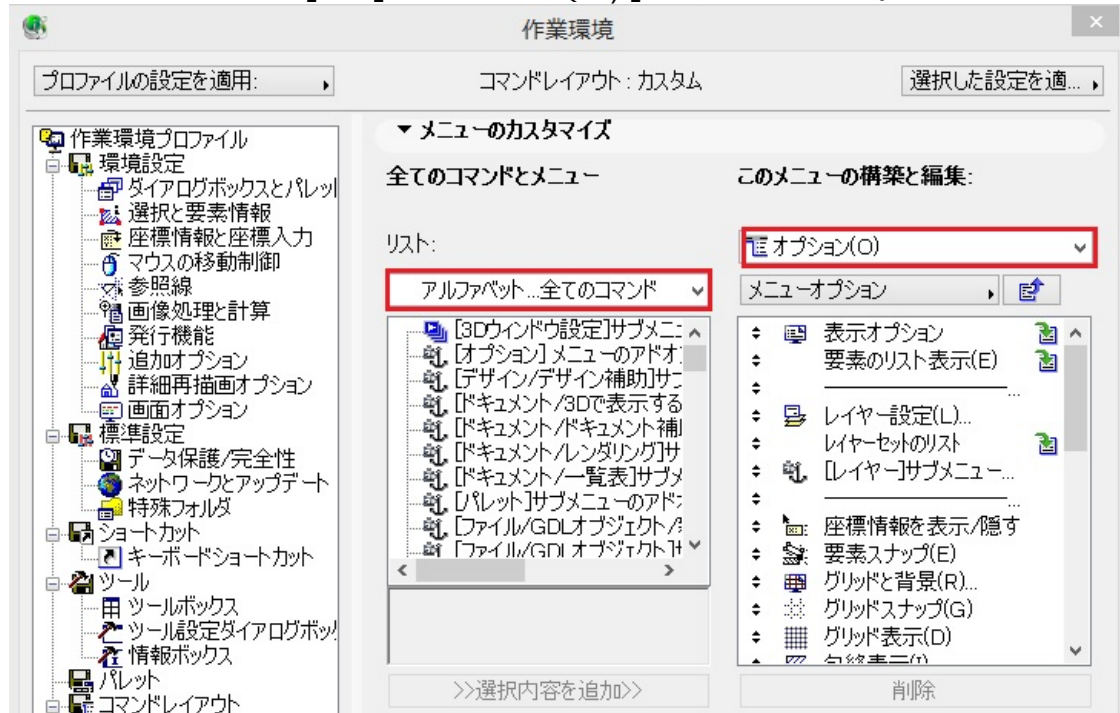 作業環境
プロファイルの設定を適用:
コマンドレイアウト : カスタム
選択した設定を適...
作業環境プロファイル
環境設定
ダイアログボックスとパレッ
選択と要素情報
座標情報と座標入力
マウスの移動制御
参照線
画像処理と計算
発行機能
追加オプション
詳細再描画オプション
画面オプション
標準設定
データ保護/完全性
ネットワークとアップデート
特殊フォルダ
ショートカット
キーボードショートカット
ツール
ツールボックス
ツール設定ダイアログボッ
情報ボックス
パレット
コマンドレイアウト
メニューのカスタマイズ
全てのコマンドとメニュー
リスト:
アルファベット...全てのコマンド
[3Dウィンドウ設定]サブメニ
[オプション] メニューのアドオ
[デザイン/デザイン補助]サブ
[ドキュメント/3Dで表示する
[ドキュメント/ドキュメント補
[ドキュメント/レンダリング]サ
[ドキュメント/一覧表]サブメ
[パレット]サブメニューのアド
[ファイル/GDLオブジェクト/
[ファイル/GDLオブジェクト]
>>選択内容を追加>>
このメニューの構築と編集:
オプション(O)
メニューオプション
表示オプション
要素のリスト表示(E)
...
レイヤー設定(L)...
レイヤーセットのリスト
[レイヤー]サブメニュー...
...
座標情報を表示/隠す
要素スナップ(E)
グリッドと背景(R)...
グリッドスナップ(G)
グリッド表示(D)
削除